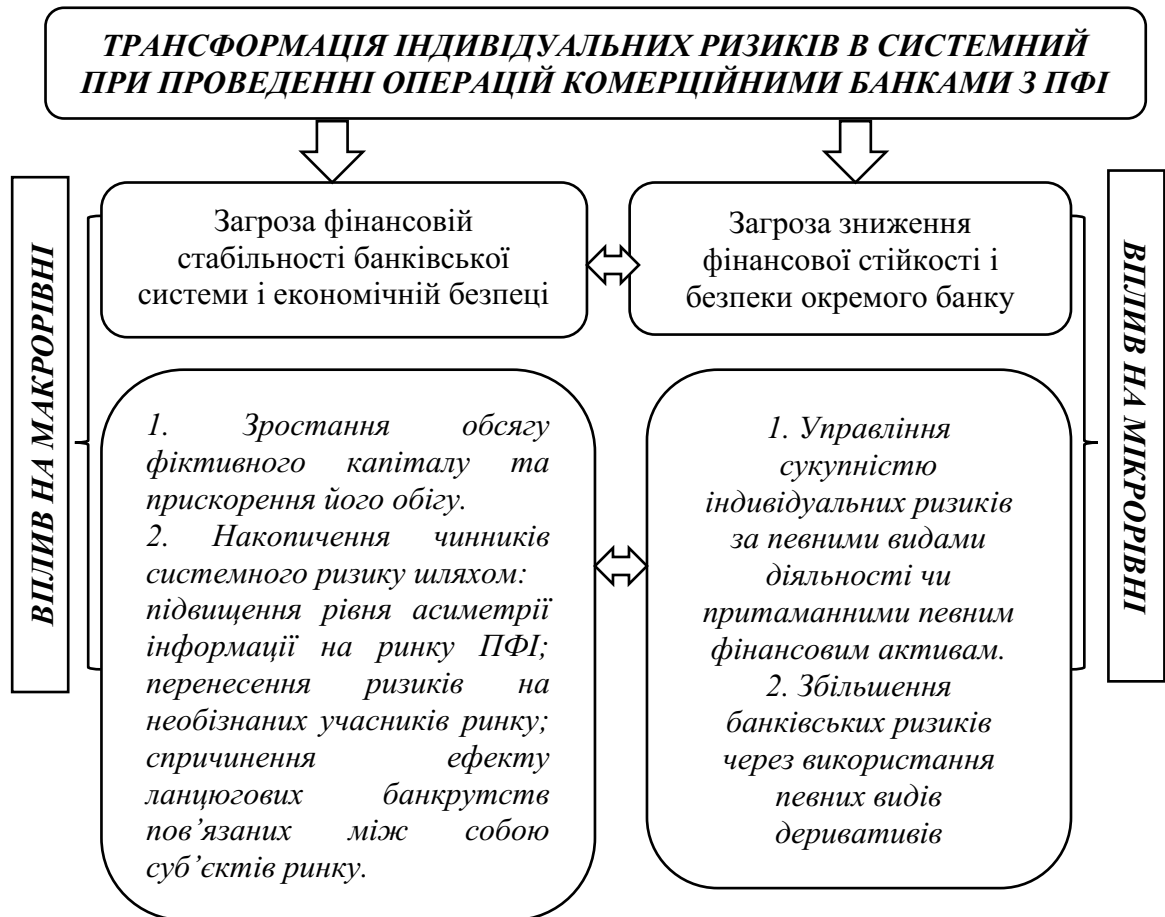 ТРАНСФОРМАЦІЯ ІНДИВІДУАЛЬНИХ РИЗИКІВ В СИСТЕМНИЙ
ПРИ ПРОВЕДЕННІ ОПЕРАЦІЙ КОМЕРЦІЙНИМИ БАНКАМИ З ПФІ
ВПЛИВ НА МАКРОРІВНІ
Загроза фінансовій
стабільності банківської
системи і економічній безпеці
Загроза зниження
фінансової стійкості і
безпеки окремого банку
ВПЛИВ НА МІКРОРІВНІ
1. Зростання обсягу
фіктивного капіталу та
прискорення його обігу.
2. Накопичення чинників
системного ризику шляхом:
підвищення рівня асиметрії
інформації на ринку ПФІ;
перенесення ризиків на
необізнаних учасників ринку;
спричинення ефекту
ланцюгових банкрутств
пов’язаних між собою
суб’єктів ринку.
1. Управління
сукупністю
індивідуальних ризиків
за певними видами
діяльності чи
притаманними певним
фінансовим активам.
2. Збільшення
банківських ризиків
через використання
певних видів
деривативів